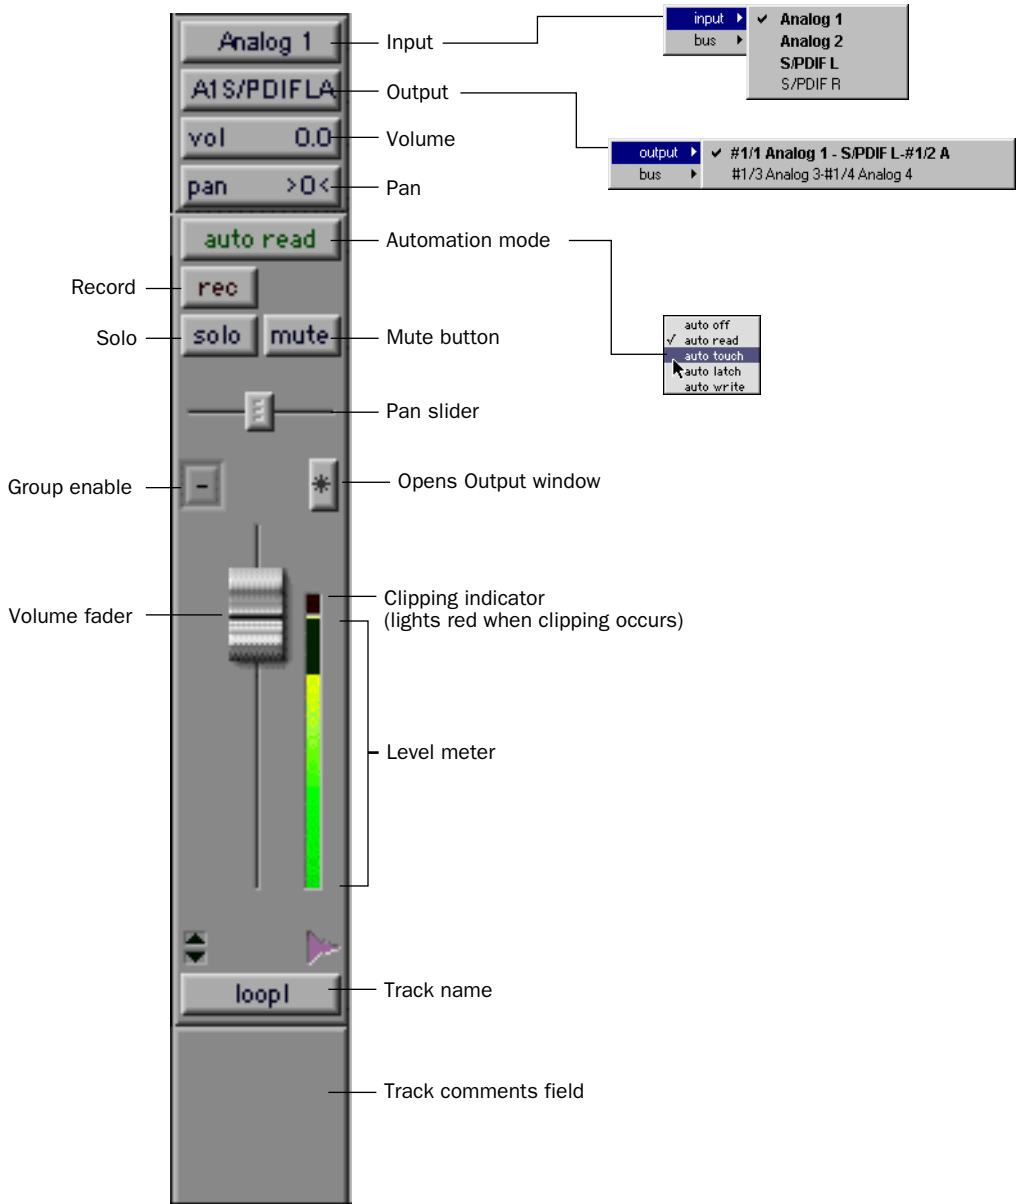 Analog 1
Input
input
bus
✓ Analog 1
Analog 2
S/PDIF L
S/PDIF R
A1S/PDIFLA
Output
output
bus
✓ #1/1 Analog 1 - S/PDIF L-#1/2 A
#1/3 Analog 3-#1/4 Analog 4
vol 0.0
Volume
pan >0<
Pan
auto read
Automation mode
Record
rec
Solo
solo
mute
Mute button
auto off
√ auto read
auto touch
auto latch
auto write
Pan slider
Group enable
-
Opens Output window
Volume fader
Clipping indicator
(lights red when clipping occurs)
Level meter
loop1
Track name
Track comments field